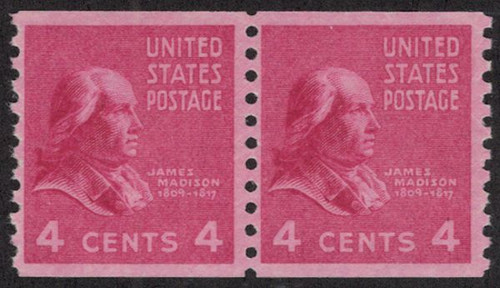 UNITED
STATES
POSTAGE
JAMES
MADISON
1809-1817
4 CENTS 4
UNITED
STATES
POSTAGE
JAMES
MADISON
1809-1817
4 CENTS 4